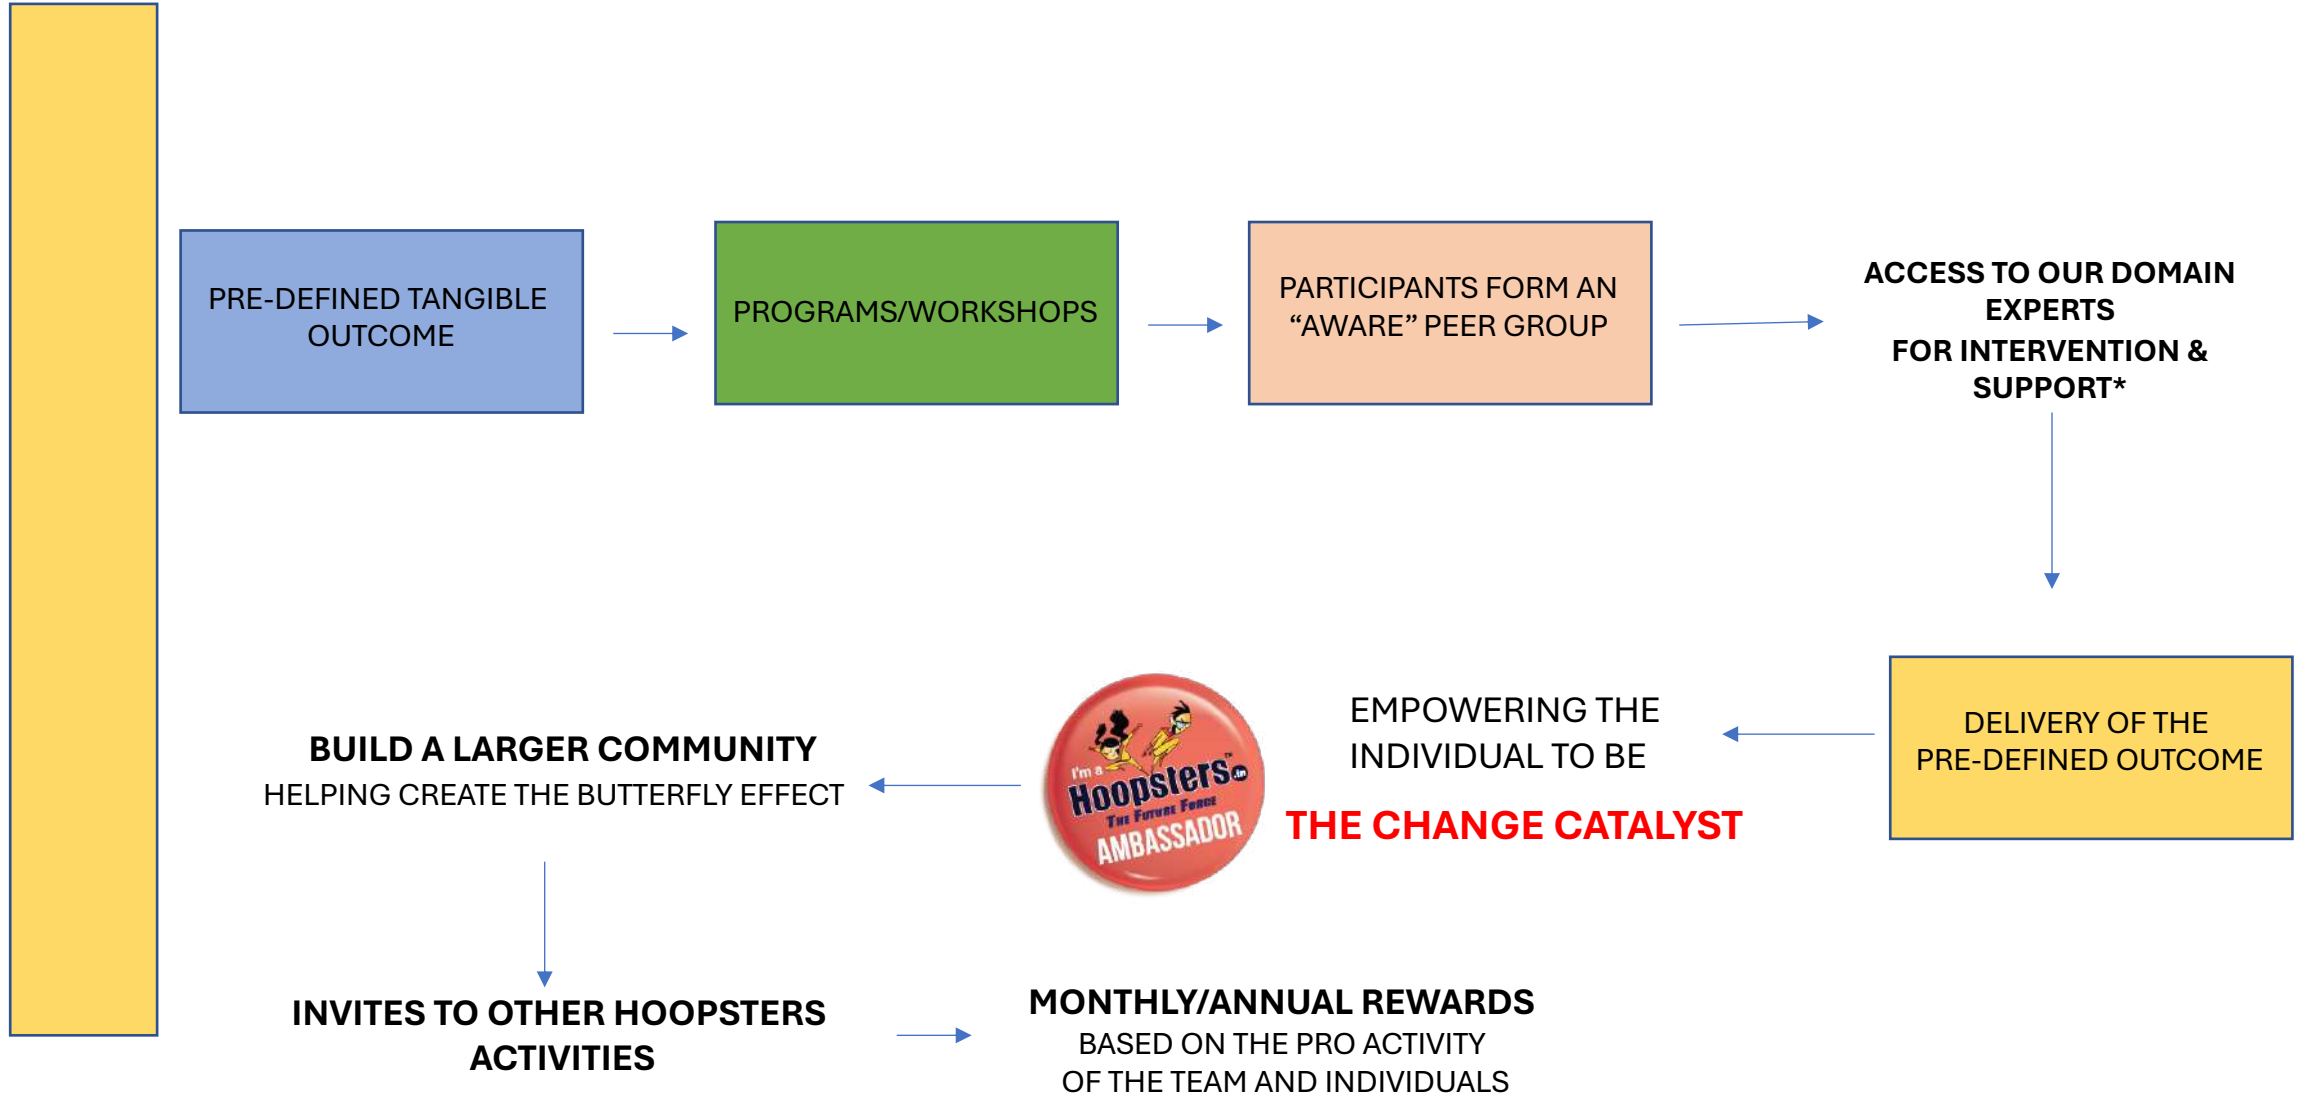 PRE-DEFINED TANGIBLE
OUTCOME
PROGRAMS/WORKSHOPS
PARTICIPANTS FORM AN
“AWARE” PEER GROUP
ACCESS TO OUR DOMAIN
EXPERTS
FOR INTERVENTION &
SUPPORT*
DELIVERY OF THE
PRE-DEFINED OUTCOME
EMPOWERING THE
INDIVIDUAL TO BE
THE CHANGE CATALYST
I'm a
Hoopsters.in™
THE FUTURE FORCE
AMBASSADOR
BUILD A LARGER COMMUNITY
HELPING CREATE THE BUTTERFLY EFFECT
INVITES TO OTHER HOOPSTERS
ACTIVITIES
MONTHLY/ANNUAL REWARDS
BASED ON THE PRO ACTIVITY
OF THE TEAM AND INDIVIDUALS